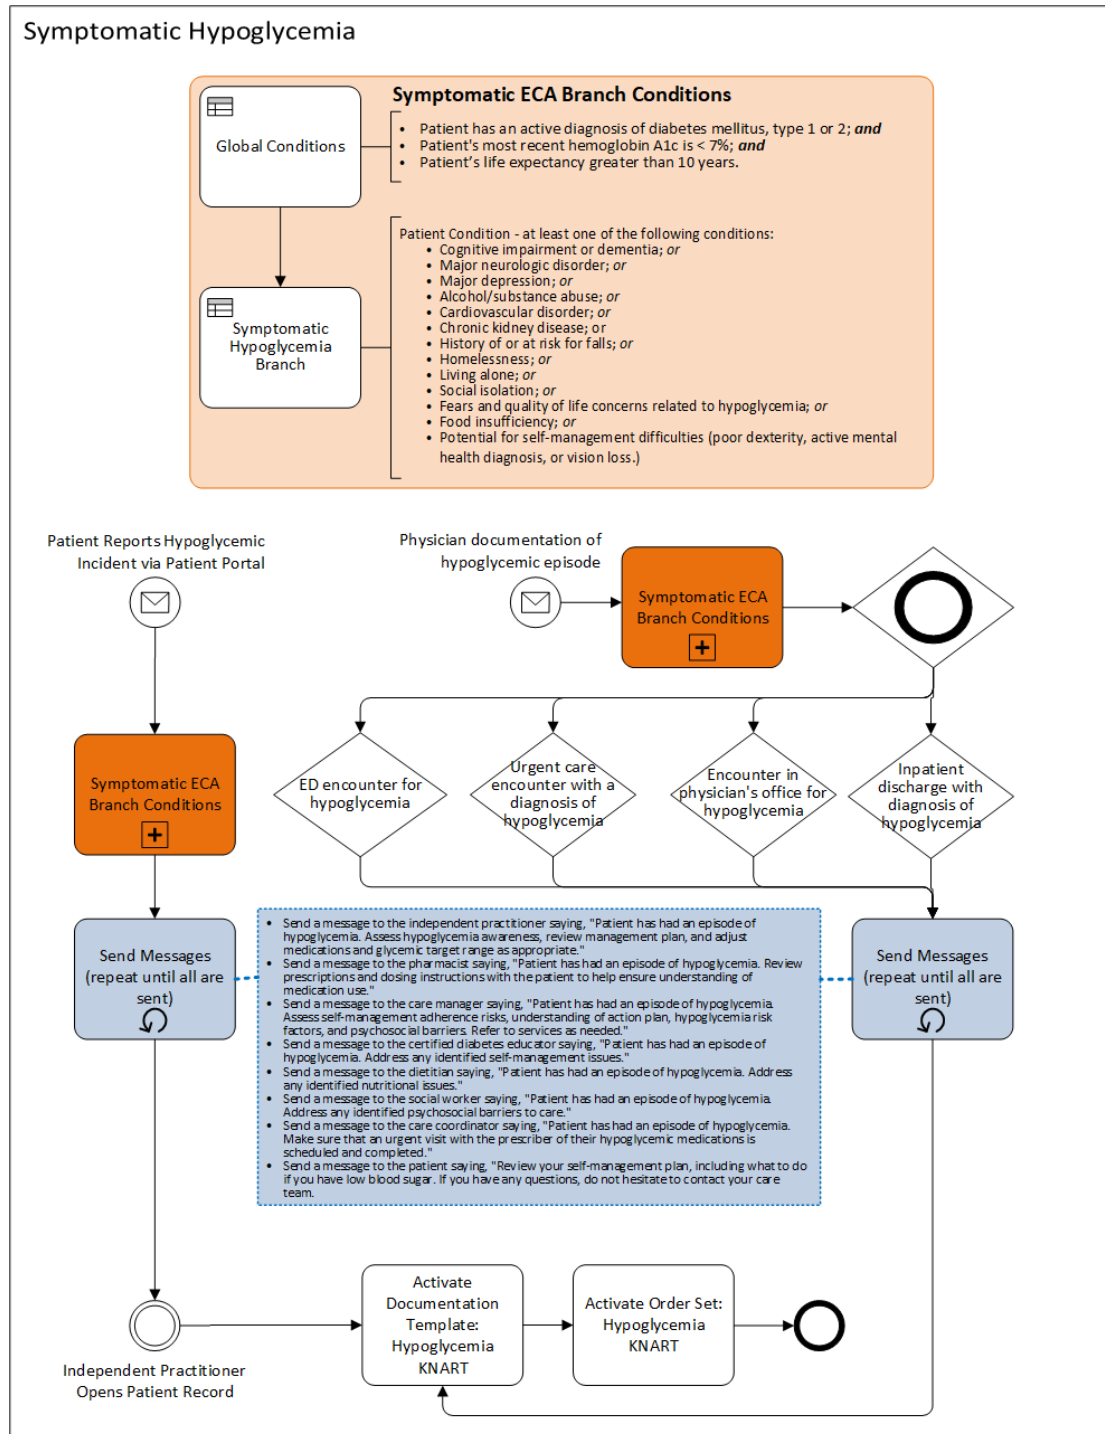 Symptomatic Hypoglycemia
Symptomatic ECA Branch Conditions
Global Conditions
• Patient has an active diagnosis of diabetes mellitus, type 1 or 2; and
• Patient's most recent hemoglobin A1c is < 7%; and
• Patient's life expectancy greater than 10 years.
Symptomatic
Hypoglycemia
Branch
Patient Condition - at least one of the following conditions:
• Cognitive impairment or dementia; or
• Major neurologic disorder; or
• Major depression; or
• Alcohol/substance abuse; or
• Cardiovascular disorder; or
• Chronic kidney disease; or
• History of or at risk for falls; or
• Homelessness; or
• Living alone; or
• Social isolation; or
• Fears and quality of life concerns related to hypoglycemia; or
• Food insufficiency; or
• Potential for self-management difficulties (poor dexterity, active mental
health diagnosis, or vision loss.)
Patient Reports Hypoglycemic
Incident via Patient Portal
Physician documentation of
hypoglycemic episode
Symptomatic ECA
Branch Conditions
Symptomatic ECA
Branch Conditions
ED encounter for
hypoglycemia
Urgent care
encounter with a
diagnosis of
hypoglycemia
Encounter in
physician's office for
hypoglycemia
Inpatient
discharge with
diagnosis of
hypoglycemia
Send Messages
(repeat until all are
sent)
• Send a message to the independent practitioner saying, "Patient has had an episode of
hypoglycemia. Assess hypoglycemia awareness, review management plan, and adjust
medications and glycemic target range as appropriate."
• Send a message to the pharmacist saying, "Patient has had an episode of hypoglycemia. Review
prescriptions and dosing instructions with the patient to help ensure understanding of
medication use."
• Send a message to the care manager saying, "Patient has had an episode of hypoglycemia.
Assess self-management adherence risks, understanding of action plan, hypoglycemia risk
factors, and psychosocial barriers. Refer to services as needed."
• Send a message to the certified diabetes educator saying, "Patient has had an episode of
hypoglycemia. Address any identified self-management issues."
• Send a message to the dietitian saying, "Patient has had an episode of hypoglycemia. Address
any identified nutritional issues."
• Send a message to the social worker saying, "Patient has had an episode of hypoglycemia.
Address any identified psychosocial barriers to care."
• Send a message to the care coordinator saying, "Patient has had an episode of hypoglycemia.
Make sure that an urgent visit with the prescriber of their hypoglycemic medications is
scheduled and completed."
• Send a message to the patient saying, "Review your self-management plan, including what to do
if you have low blood sugar. If you have any questions, do not hesitate to contact your care
team.
Send Messages
(repeat until all are
sent)
Independent Practitioner
Opens Patient Record
Activate
Documentation
Template:
Hypoglycemia
KNART
Activate Order Set:
Hypoglycemia
KNART